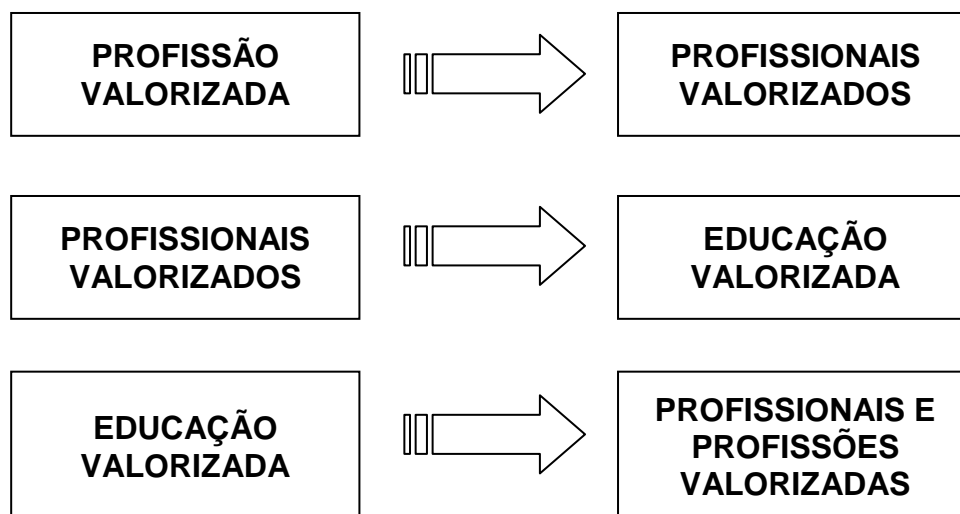 PROFISSÃO
VALORIZADA
PROFISSIONAIS
VALORIZADOS
PROFISSIONAIS
VALORIZADOS
EDUCAÇÃO
VALORIZADA
EDUCAÇÃO
VALORIZADA
PROFISSIONAIS E
PROFISSÕES
VALORIZADAS